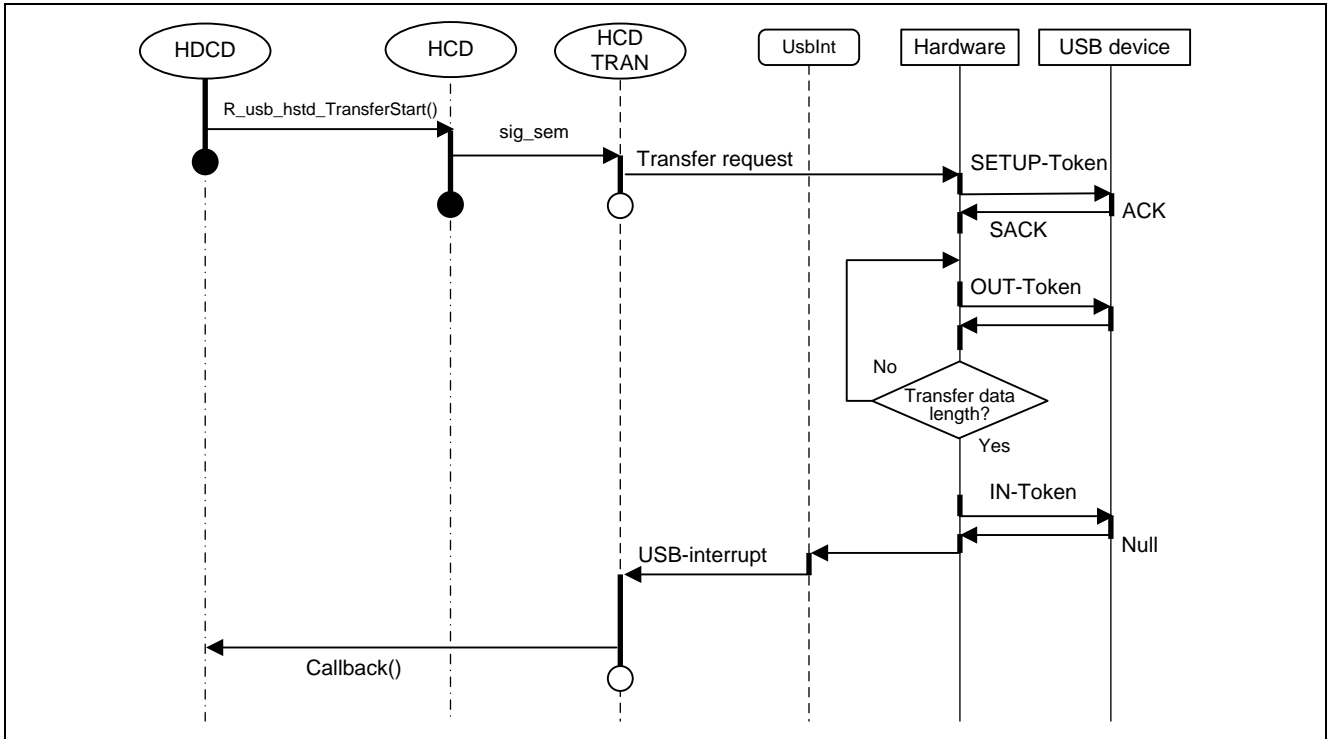 HDCD
HCD
HCD
TRAN
UsbInt
Hardware
USB device
R_usb_hstd_TransferStart()
sig_sem
Transfer request
SETUP-Token
ACK
SACK
OUT-Token
No
Transfer data
length?
Yes
IN-Token
Null
USB-interrupt
Callback()